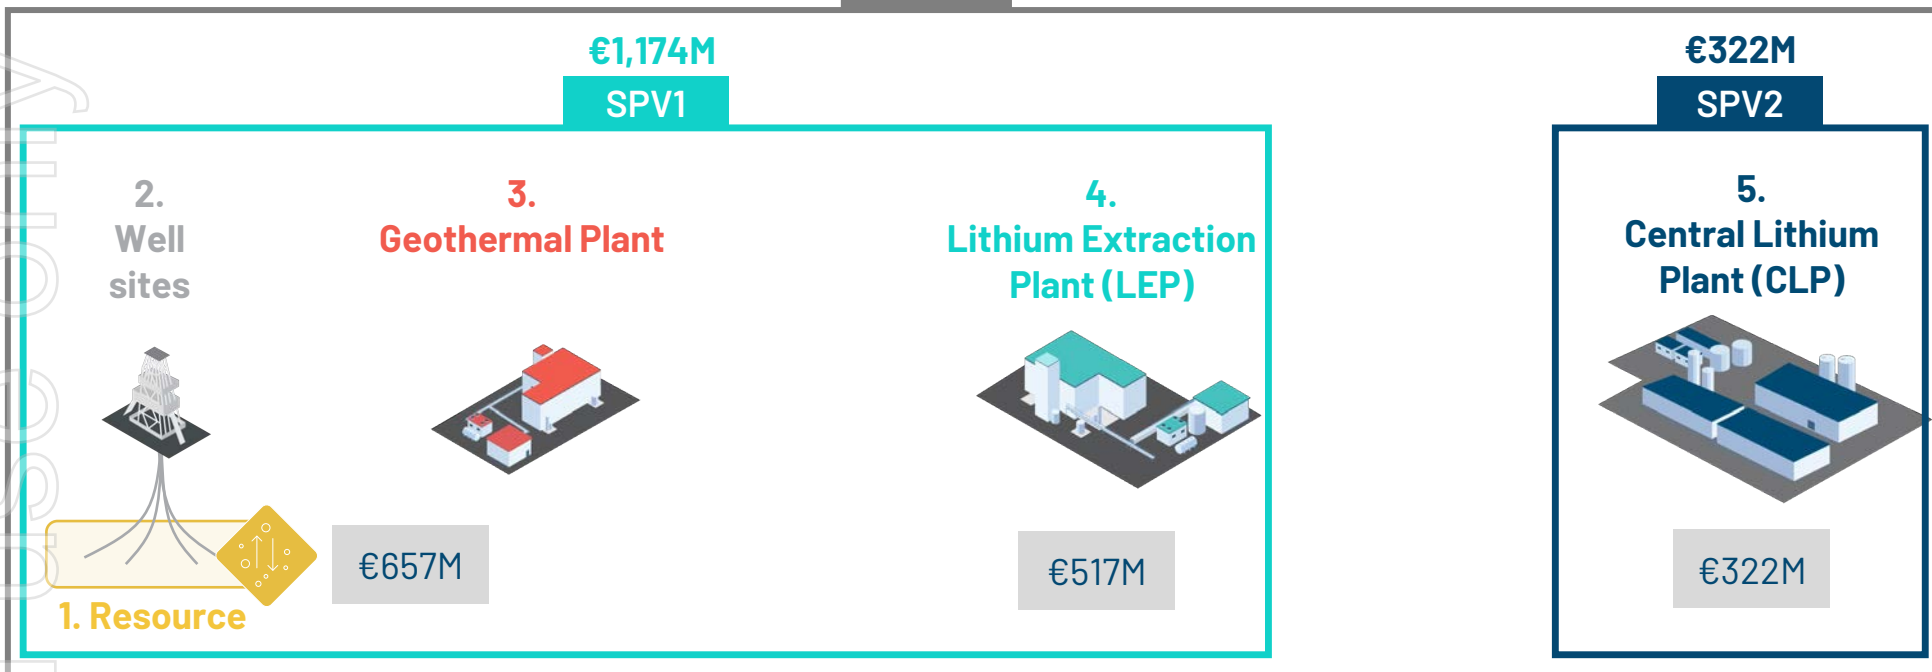 €1,174M
SPV1
€322M
SPV2
2.
Well
sites
3.
Geothermal Plant
4.
Lithium Extraction
Plant (LEP)
5.
Central Lithium
Plant (CLP)
€657M
€517M
€322M
1. Resource